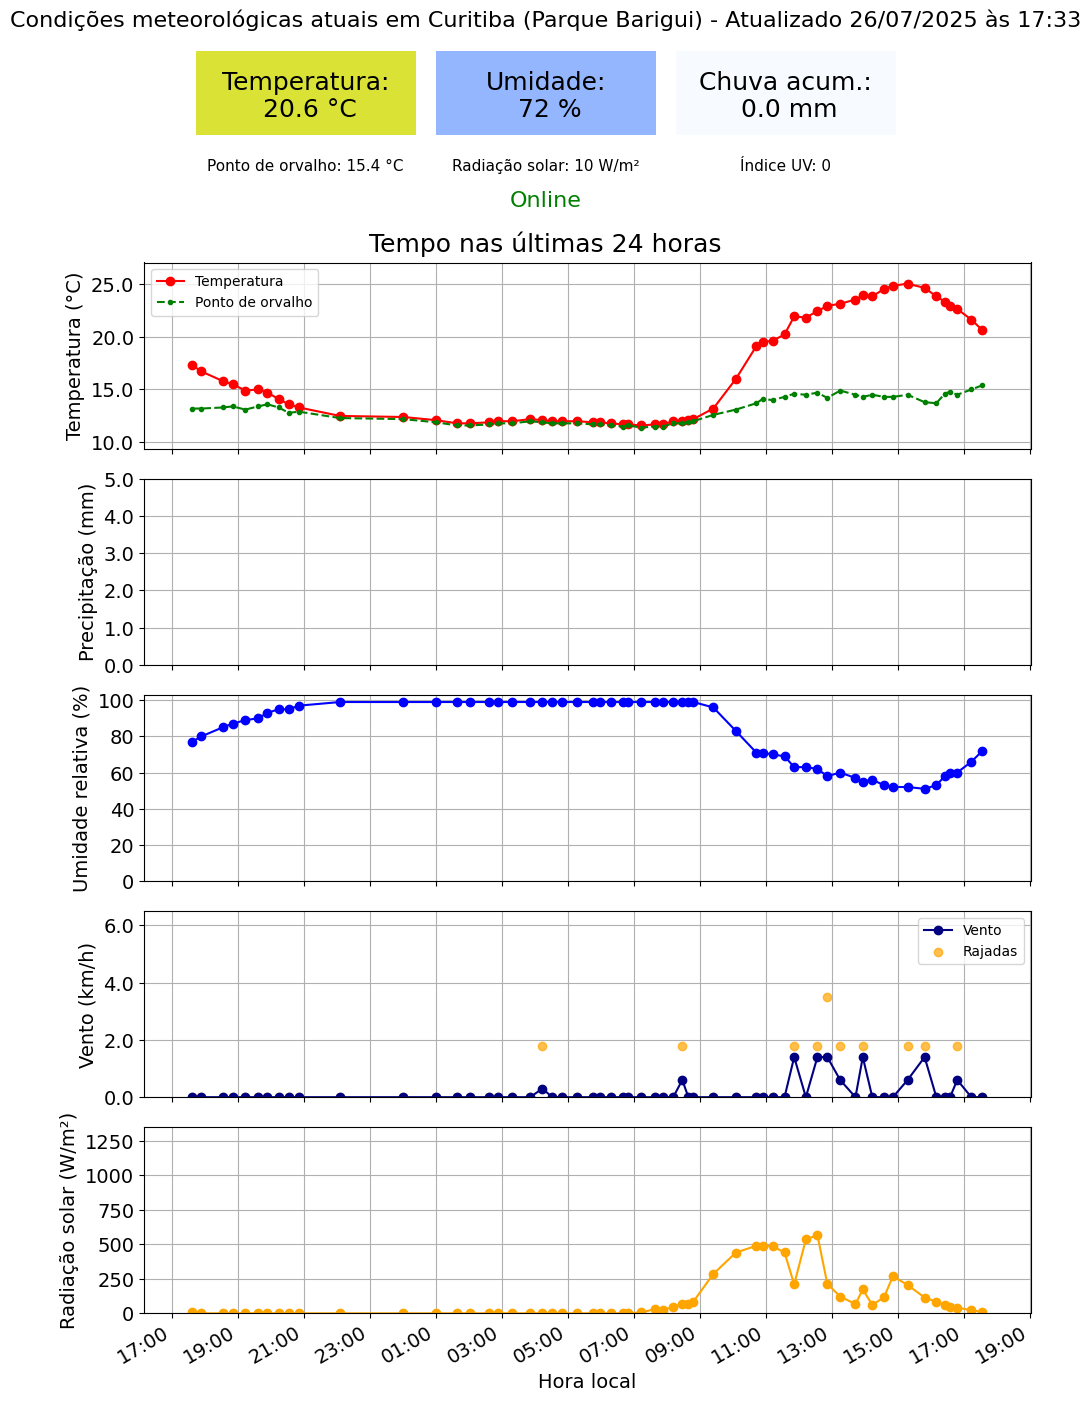 Condições meteorológicas atuais em Curitiba (Parque Barigui) - Atualizado 26/07/2025 às 17:33
Temperatura:
20.6 °C
Umidade:
72 %
Chuva acum.:
0.0 mm
Ponto de orvalho: 15.4 °C
Radiação solar: 10 W/m²
Índice UV: 0
Online
Tempo nas últimas 24 horas
Temperatura (°C)
25.0
20.0
15.0
10.0
Temperatura
Ponto de orvalho
Precipitação (mm)
5.0
4.0
3.0
2.0
1.0
0.0
Umidade relativa (%)
100
80
60
40
20
0
Vento (km/h)
6.0
4.0
2.0
0.0
Vento
Rajadas
Radiação solar (W/m²)
1250
1000
750
500
250
0
17:00
19:00
21:00
23:00
01:00
03:00
05:00
07:00
09:00
11:00
13:00
15:00
17:00
19:00
Hora local